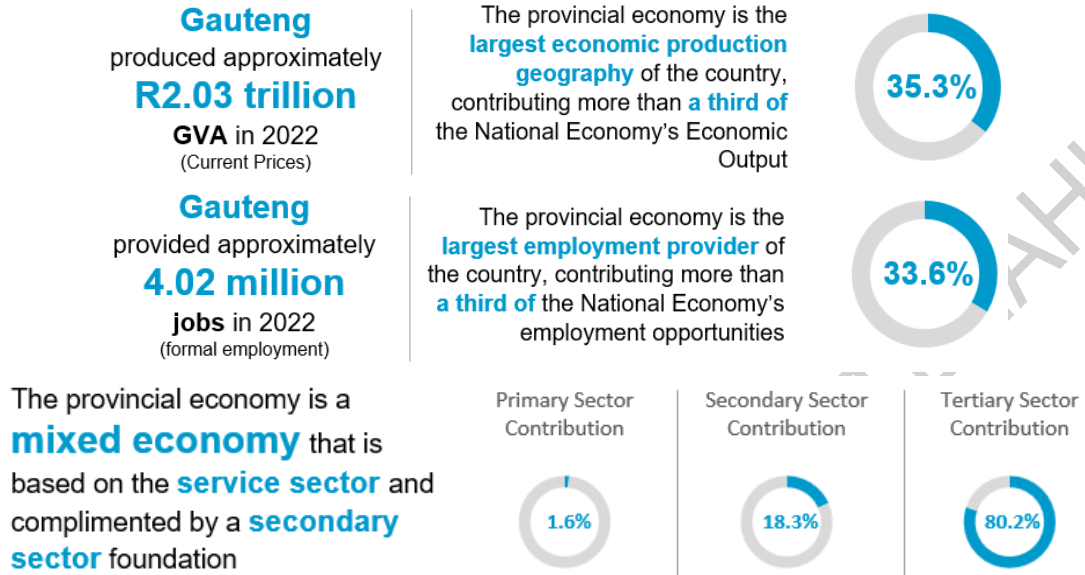 Gauteng
produced approximately
R2.03 trillion
GVA in 2022
(Current Prices)
The provincial economy is the
largest economic production
geography of the country,
contributing more than a third of
the National Economy's Economic
Output
35.3%
Gauteng
provided approximately
4.02 million
jobs in 2022
(formal employment)
The provincial economy is the
largest employment provider of
the country, contributing more than
a third of the National Economy's
employment opportunities
33.6%
The provincial economy is a
mixed economy that is
based on the service sector and
complimented by a secondary
sector foundation
Primary Sector
Contribution
1.6%
Secondary Sector
Contribution
18.3%
Tertiary Sector
Contribution
80.2%